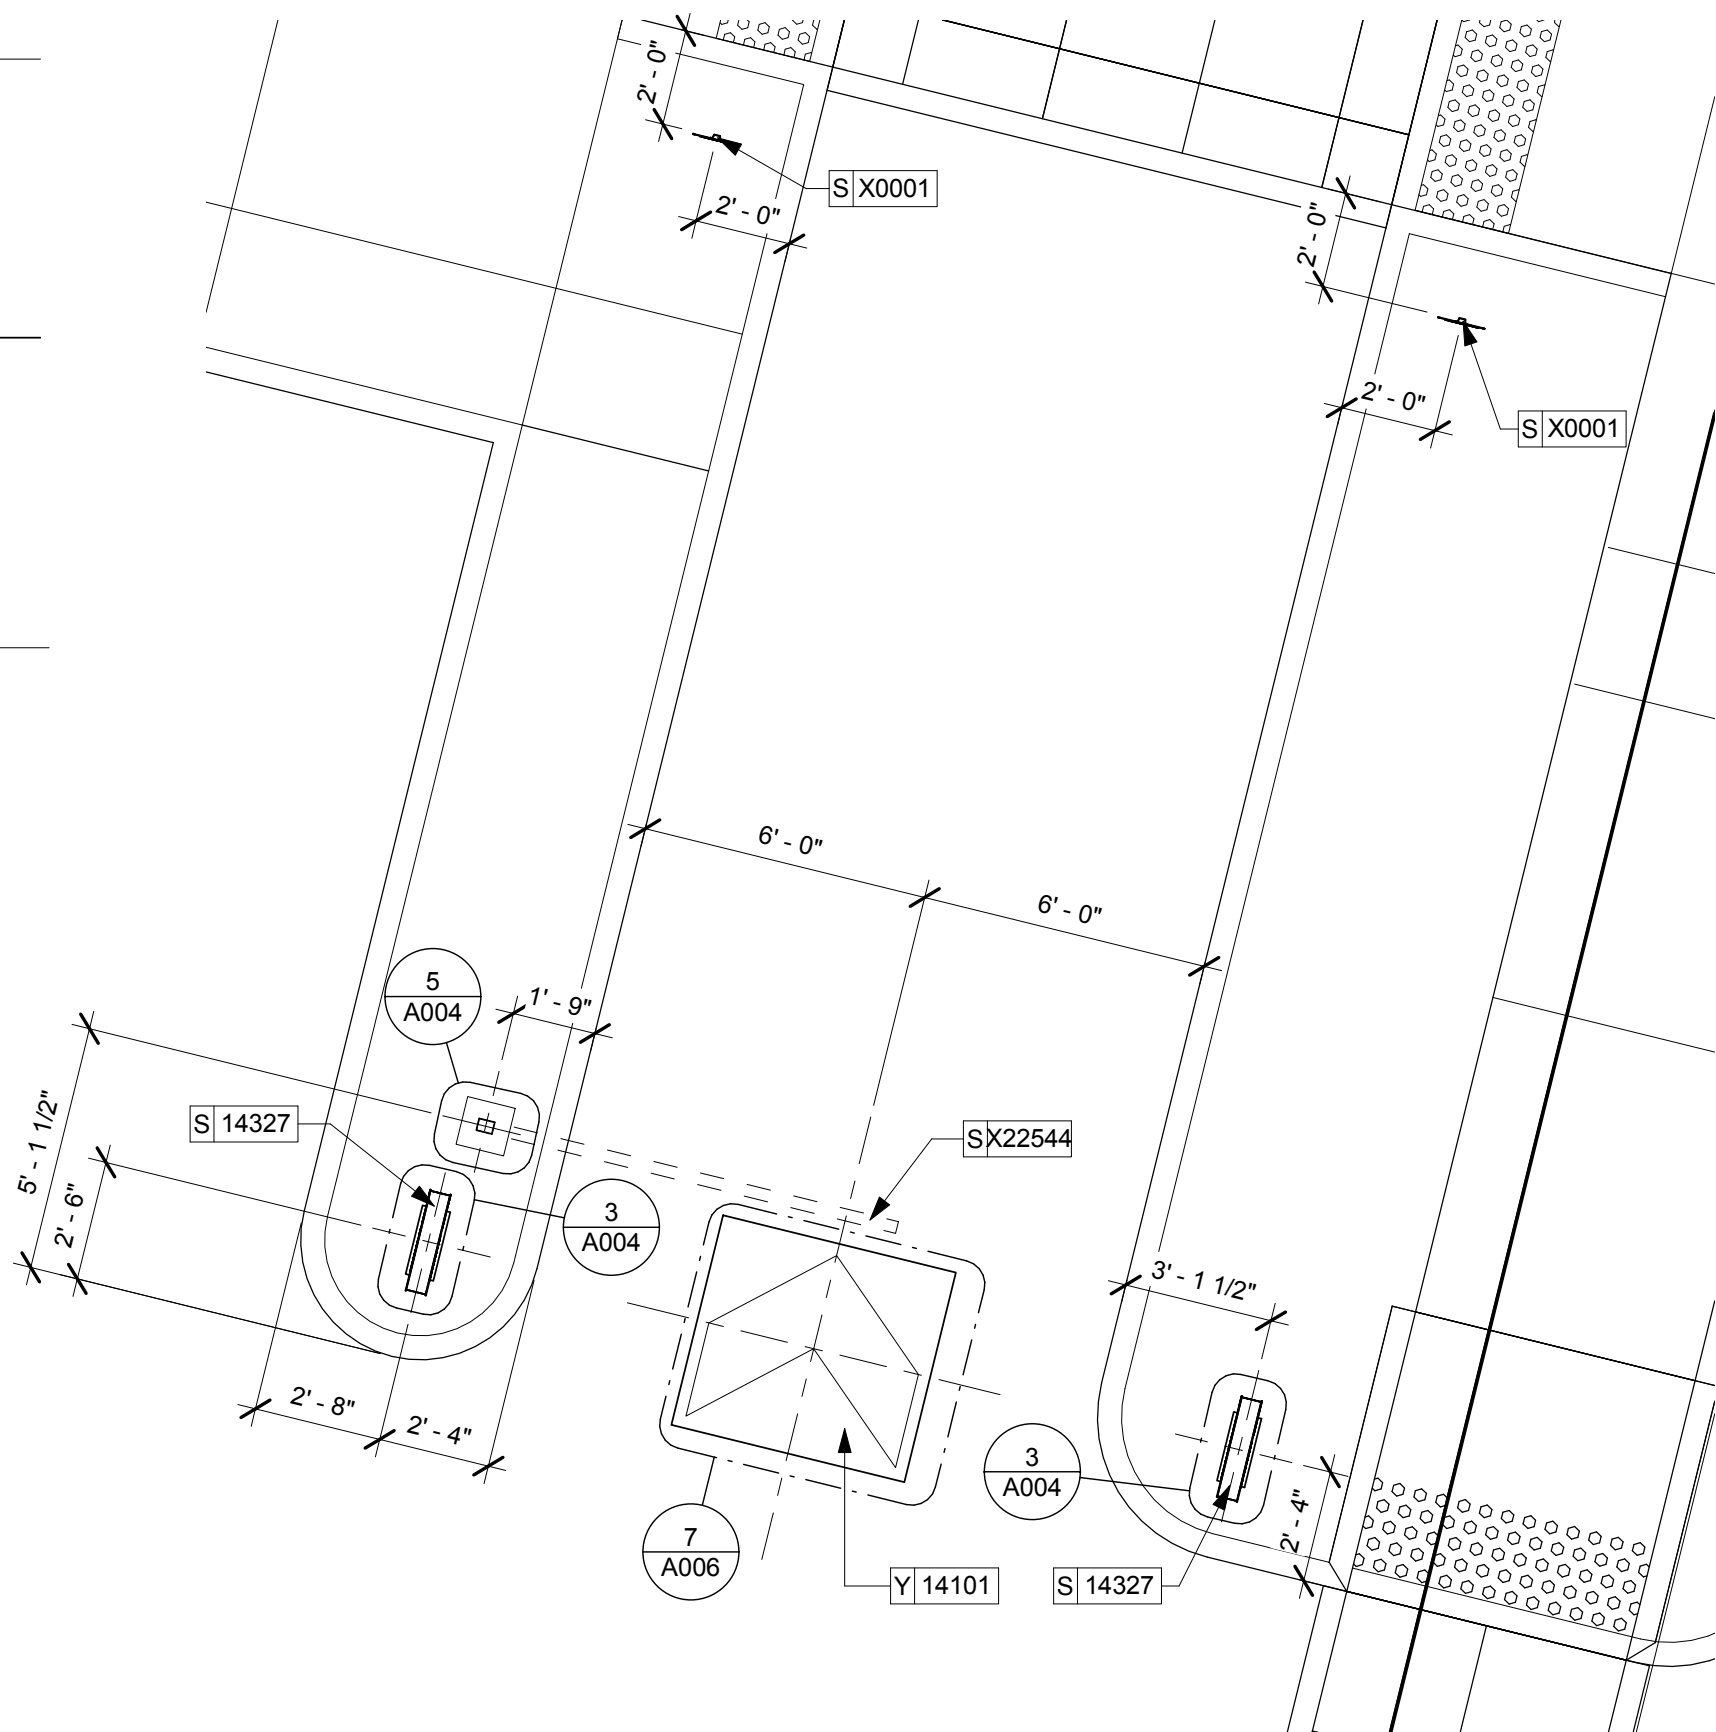 2' - 0"
S X0001
2' - 0"
2' - 0"
2' - 0"
S X0001
6' - 0"
6' - 0"
5
A004
1' - 9"
5' - 1 1/2"
S 14327
S X22544
2' - 6"
3
A004
3' - 1 1/2"
2' - 8"
2' - 4"
3
A004
2' - 4"
7
A006
Y 14101
S 14327